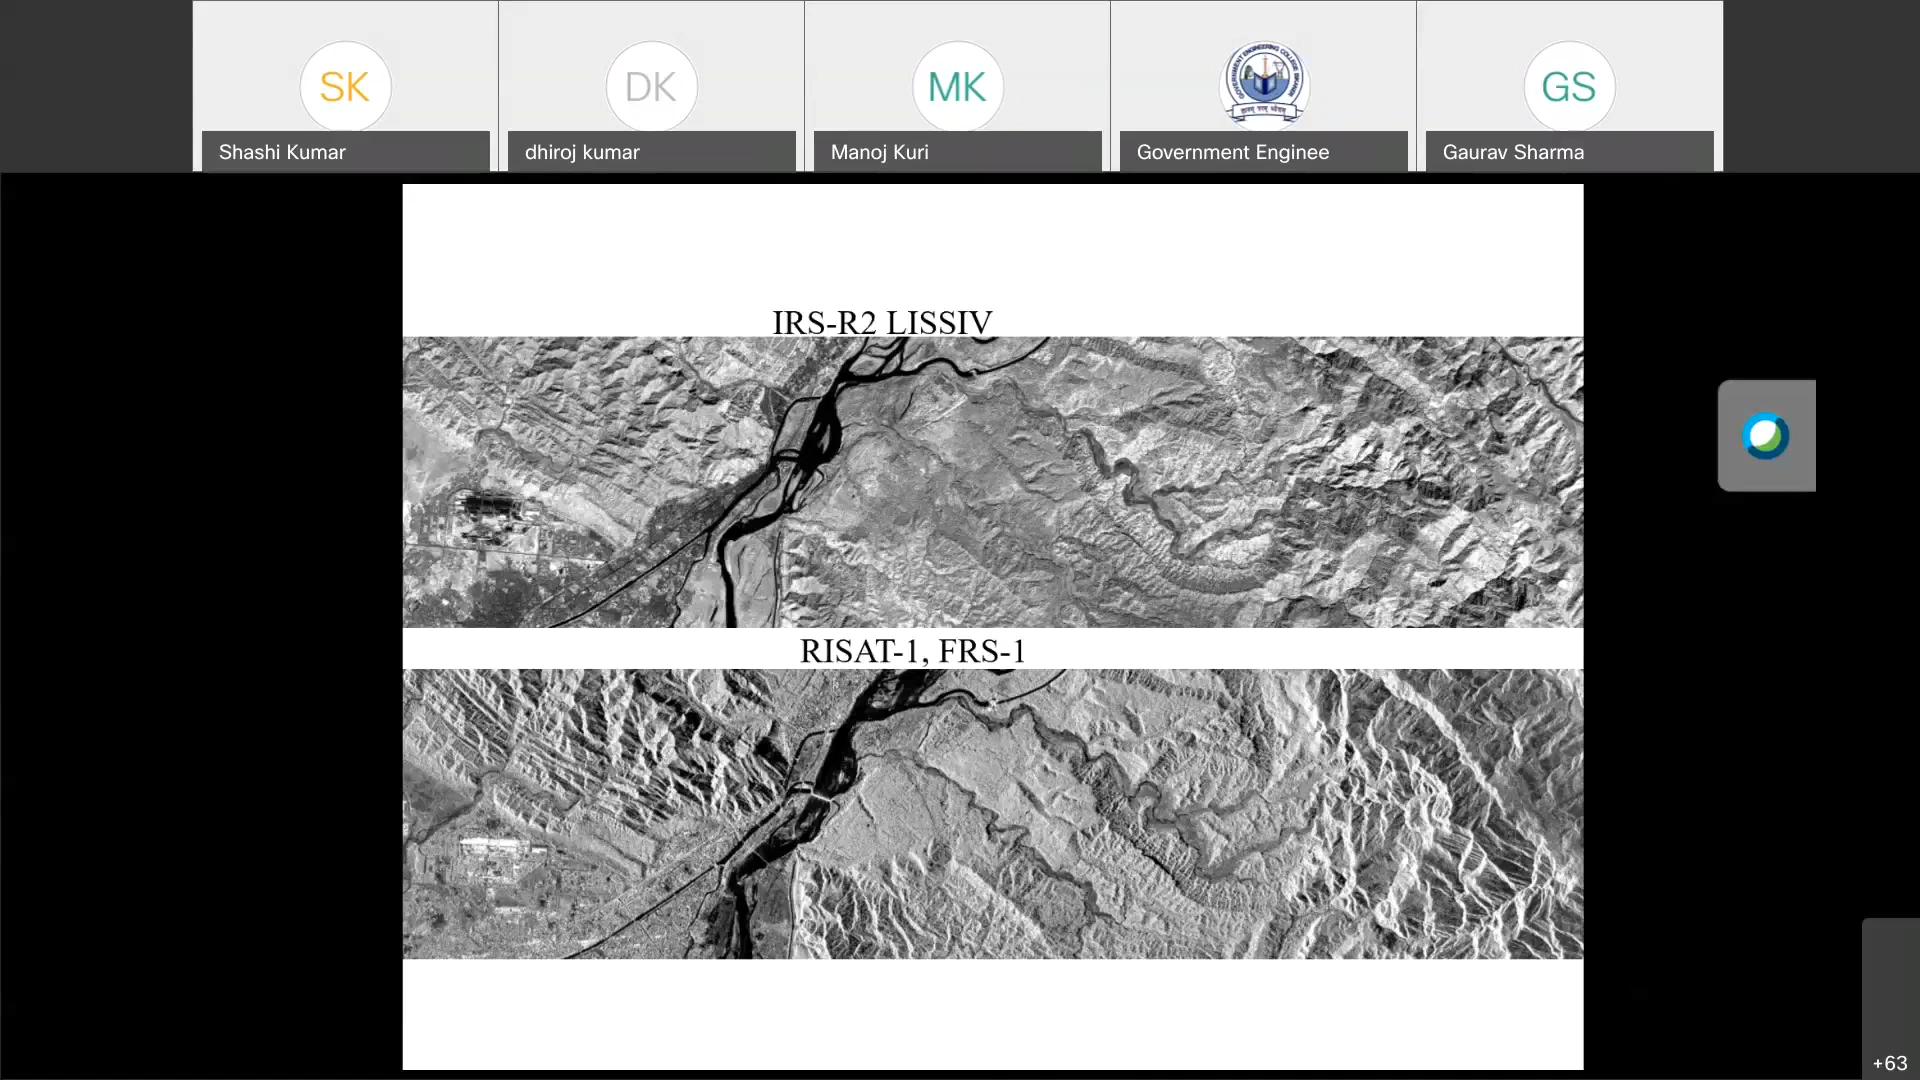 SK
DK
MK
GS
Shashi Kumar
dhiroj kumar
Manoj Kuri
Government Enginee
Gaurav Sharma
IRS-R2 LISSIV
RISAT-1, FRS-1
+63